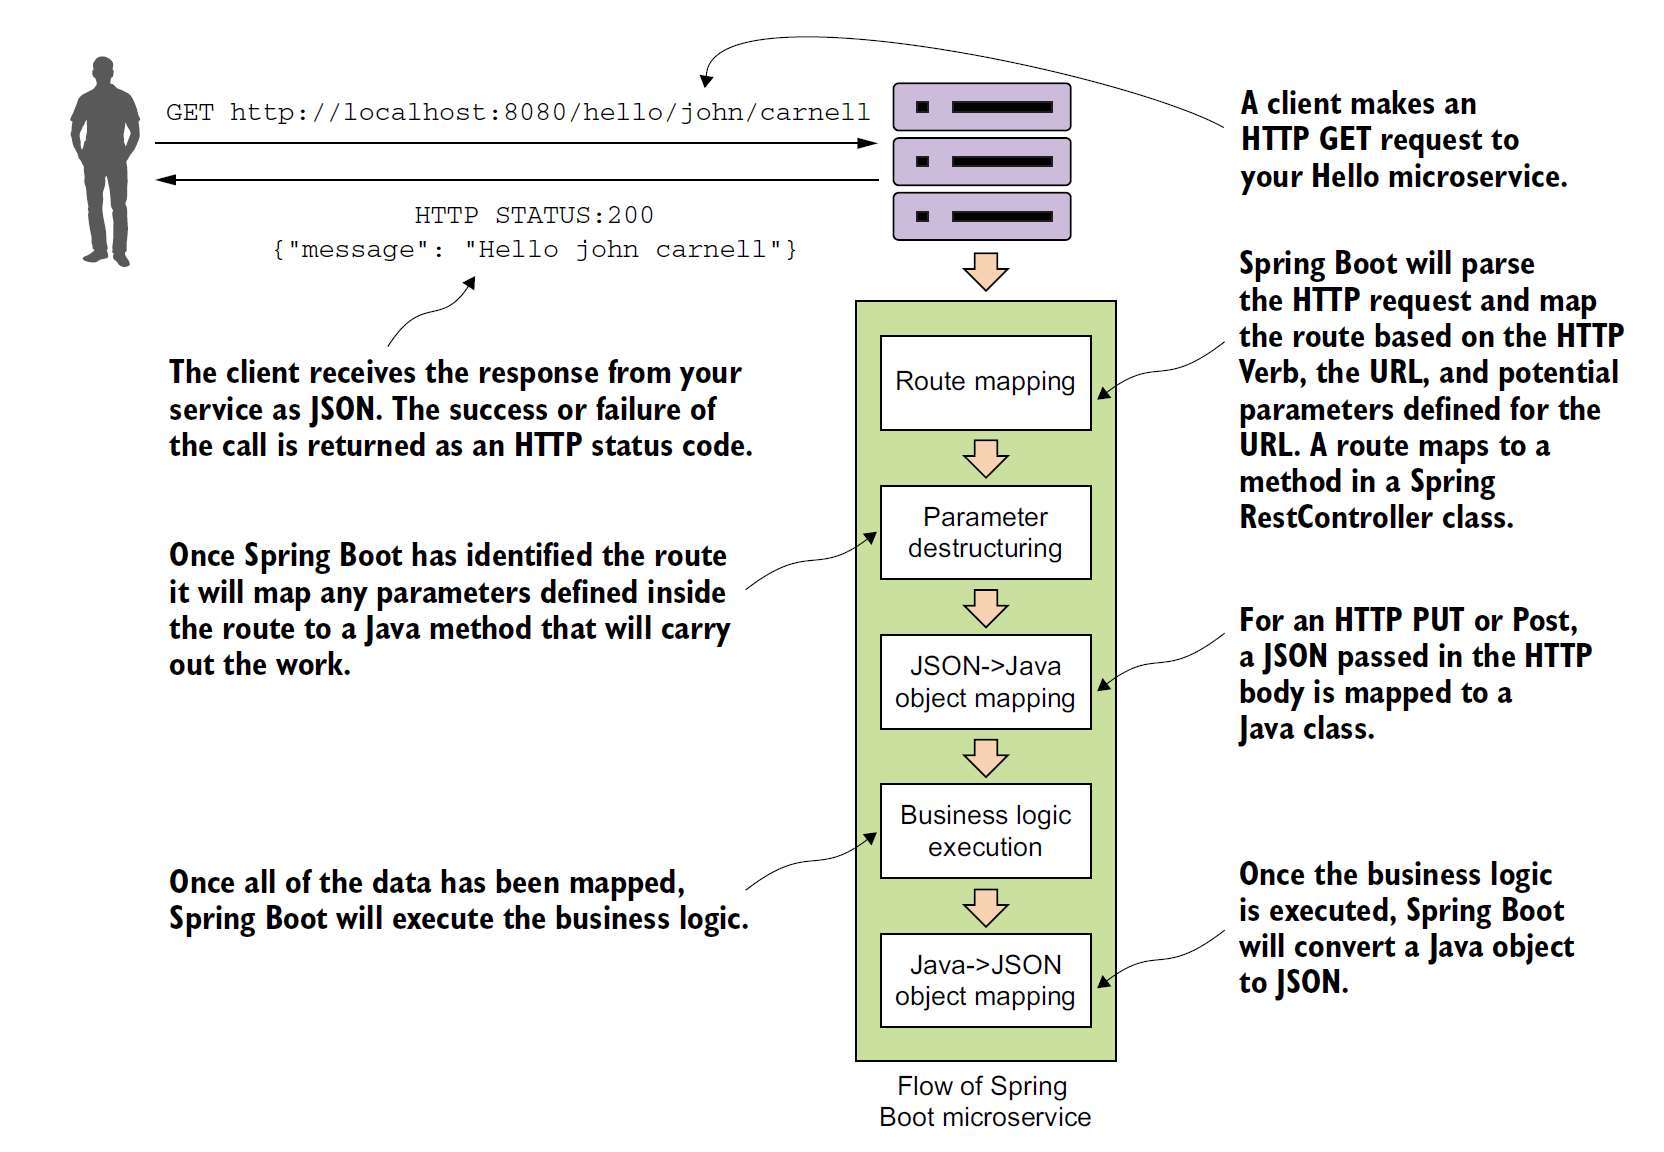 GET http://localhost:8080/hello/john/carnell
HTTP STATUS:200
{"message": "Hello john carnell"}
A client makes an
HTTP GET request to
your Hello microservice.
Spring Boot will parse
the HTTP request and map
the route based on the HTTP
Verb, the URL, and potential
parameters defined for the
URL. A route maps to a
method in a Spring
RestController class.
The client receives the response from your
service as JSON. The success or failure of
the call is returned as an HTTP status code.
Route mapping
Once Spring Boot has identified the route
it will map any parameters defined inside
the route to a Java method that will carry
out the work.
Parameter
destructuring
For an HTTP PUT or Post,
a JSON passed in the HTTP
body is mapped to a
Java class.
JSON->Java
object mapping
Once all of the data has been mapped,
Spring Boot will execute the business logic.
Business logic
execution
Once the business logic
is executed, Spring Boot
will convert a Java object
to JSON.
Java->JSON
object mapping
Flow of Spring
Boot microservice